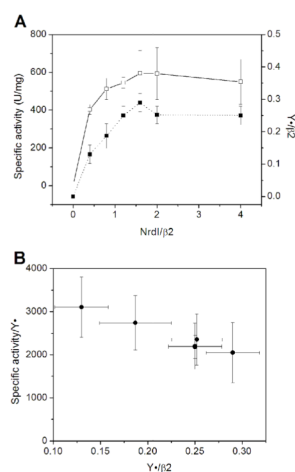 A
Specific activity (U/mg)
800
600
400
200
0
0.5
0.4
0.3
0.2
0.1
0.0
Y•/β2
0 1 2 3 4
NrdI/β2
B
Specific activity/Y•
4000
3000
2000
1000
0
0.10 0.15 0.20 0.25 0.30
Y•/β2